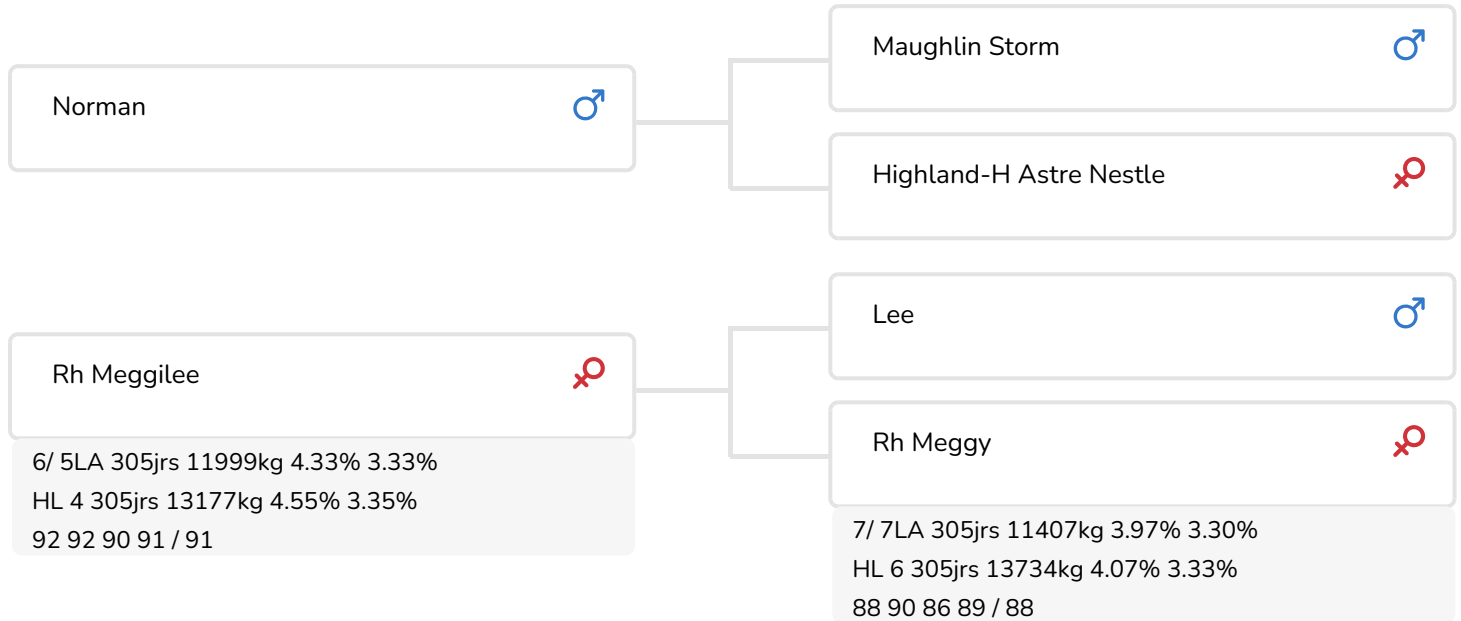 Norman
Maughlin Storm
Highland-H Astre Nestle
Rh Meggilee
6/ 5LA 305jrs 11999kg 4.33% 3.33%
HL 4 305jrs 13177kg 4.55% 3.35%
92 92 90 91 / 91
Lee
Rh Meggy
7/ 7LA 305jrs 11407kg 3.97% 3.30%
HL 6 305jrs 13734kg 4.07% 3.33%
88 90 86 89 / 88